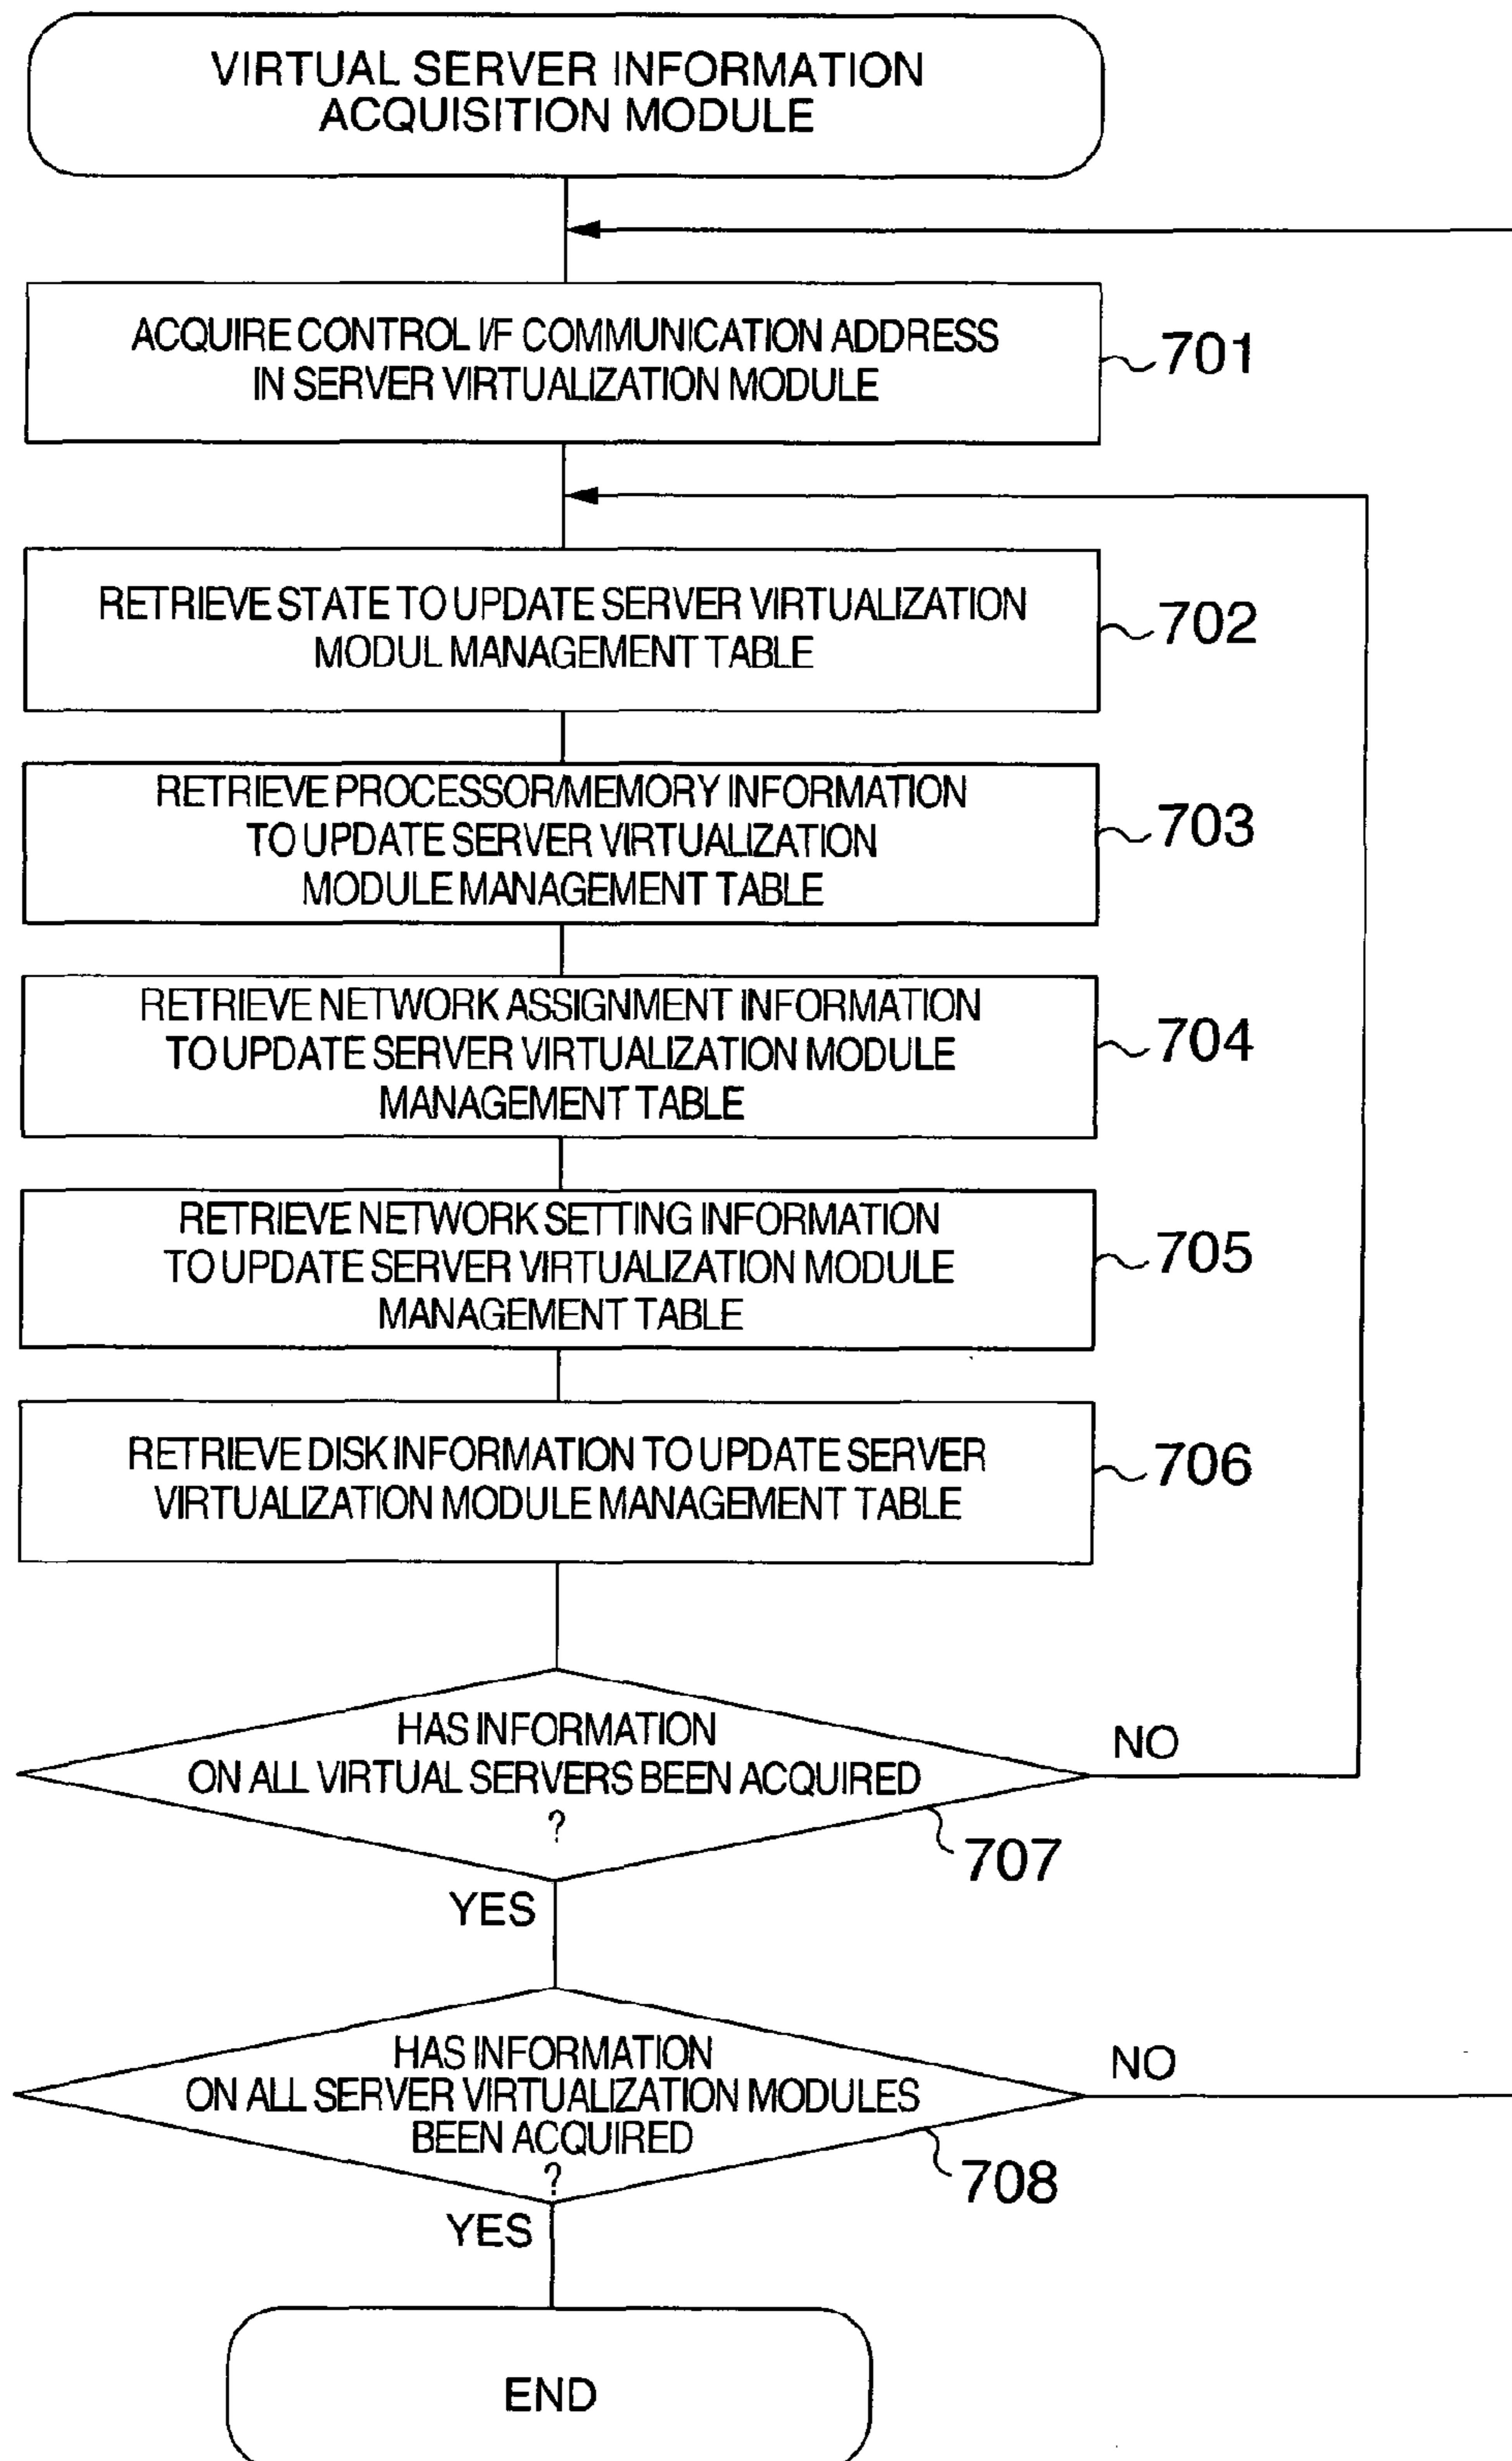 VIRTUAL SERVER INFORMATION
ACQUISITION MODULE
ACQUIRE CONTROL I/F COMMUNICATION ADDRESS
IN SERVER VIRTUALIZATION MODULE
701
RETRIEVE STATE TO UPDATE SERVER VIRTUALIZATION
MODUL MANAGEMENT TABLE
702
RETRIEVE PROCESSOR/MEMORY INFORMATION
TO UPDATE SERVER VIRTUALIZATION
MODULE MANAGEMENT TABLE
703
RETRIEVE NETWORK ASSIGNMENT INFORMATION
TO UPDATE SERVER VIRTUALIZATION MODULE
MANAGEMENT TABLE
704
RETRIEVE NETWORK SETTING INFORMATION
TO UPDATE SERVER VIRTUALIZATION MODULE
MANAGEMENT TABLE
705
RETRIEVE DISK INFORMATION TO UPDATE SERVER
VIRTUALIZATION MODULE MANAGEMENT TABLE
706
HAS INFORMATION
ON ALL VIRTUAL SERVERS BEEN ACQUIRED
?
NO
707
YES
HAS INFORMATION
ON ALL SERVER VIRTUALIZATION MODULES
BEEN ACQUIRED
?
NO
708
YES
END